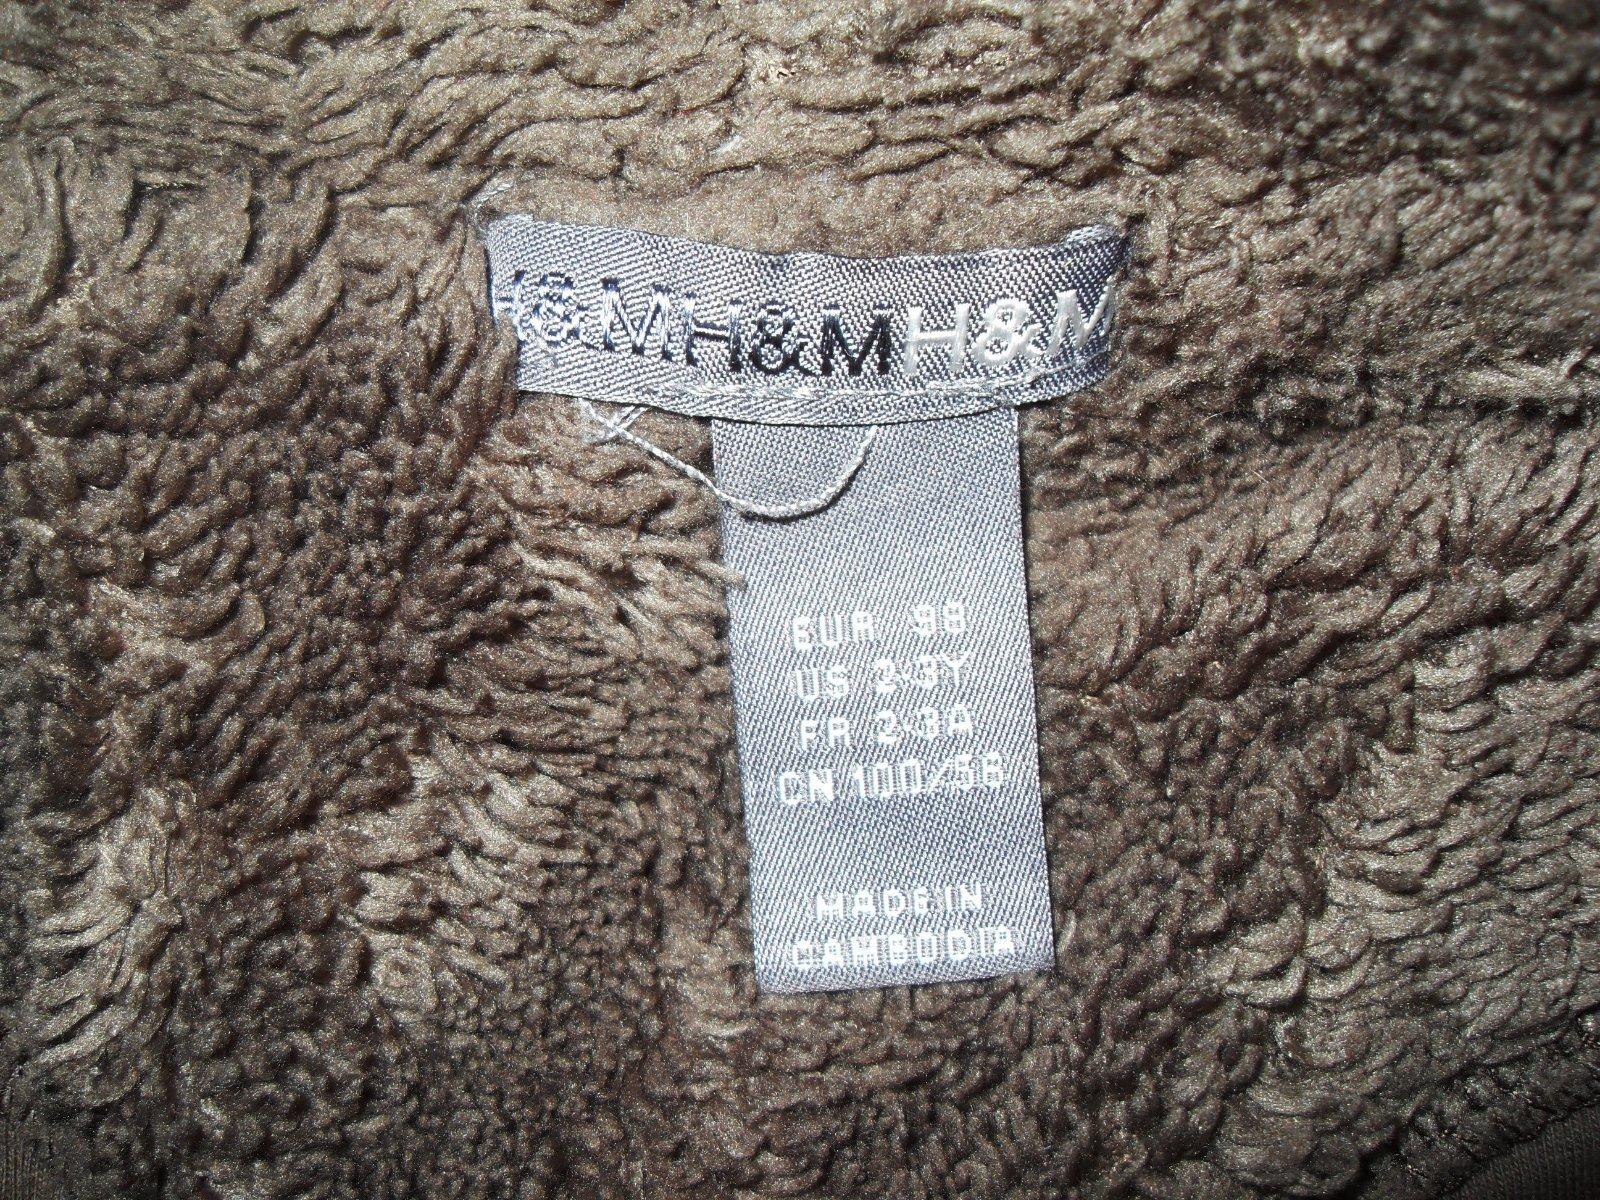 H&MH&MH&M
EUR 98
US 2-3Y
FR 2-3A
CN 100/56
MADE IN
CAMBODIA